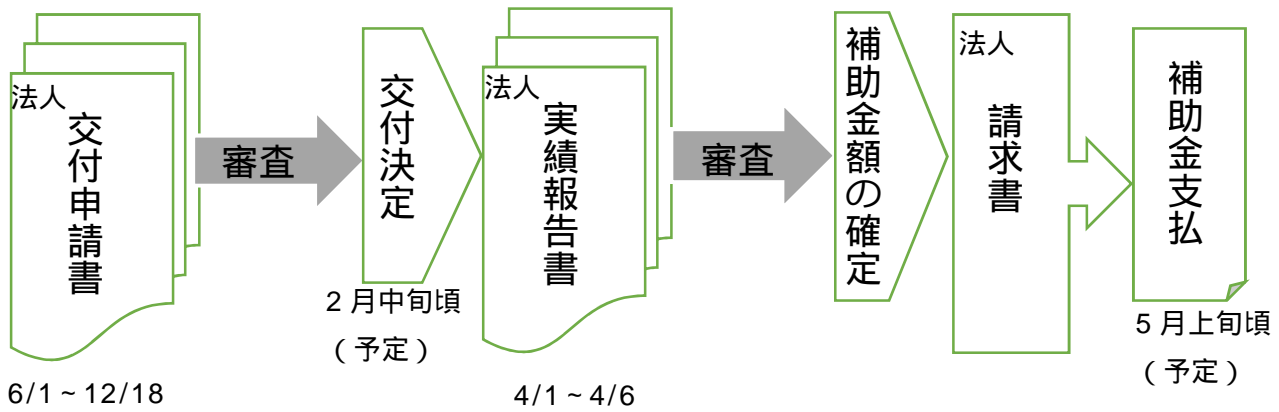 法人
交付申請書
6/1~12/18
審査
交付決定
2月中旬頃
(予定)
法人
実績報告書
4/1~4/6
審査
補助金額の確定
法人
請求書
補助金支払
5月上旬頃
(予定)